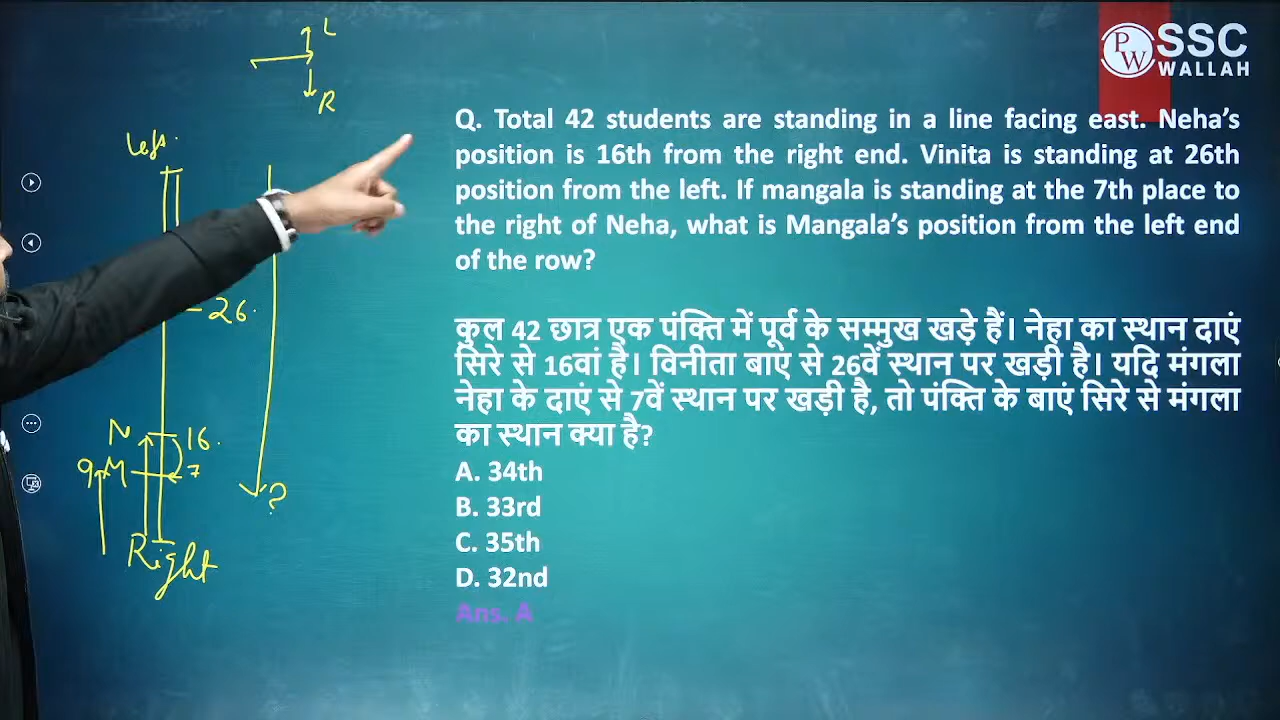 L
R
PW SSC
WALLAH
Left
26.
N 16.
9 M 7
?
Right
Q. Total 42 students are standing in a line facing east. Neha’s
position is 16th from the right end. Vinita is standing at 26th
position from the left. If mangala is standing at the 7th place to
the right of Neha, what is Mangala’s position from the left end
of the row?
कुल 42 छात्र एक पंक्ति में पूर्व के सम्मुख खड़े हैं। नेहा का स्थान दाएं
सिरे से 16वां है। विनीता बाएं से 26वें स्थान पर खड़ी है। यदि मंगला
नेहा के दाएं से 7वें स्थान पर खड़ी है, तो पंक्ति के बाएं सिरे से मंगला
का स्थान क्या है?
A. 34th
B. 33rd
C. 35th
D. 32nd
Ans. A